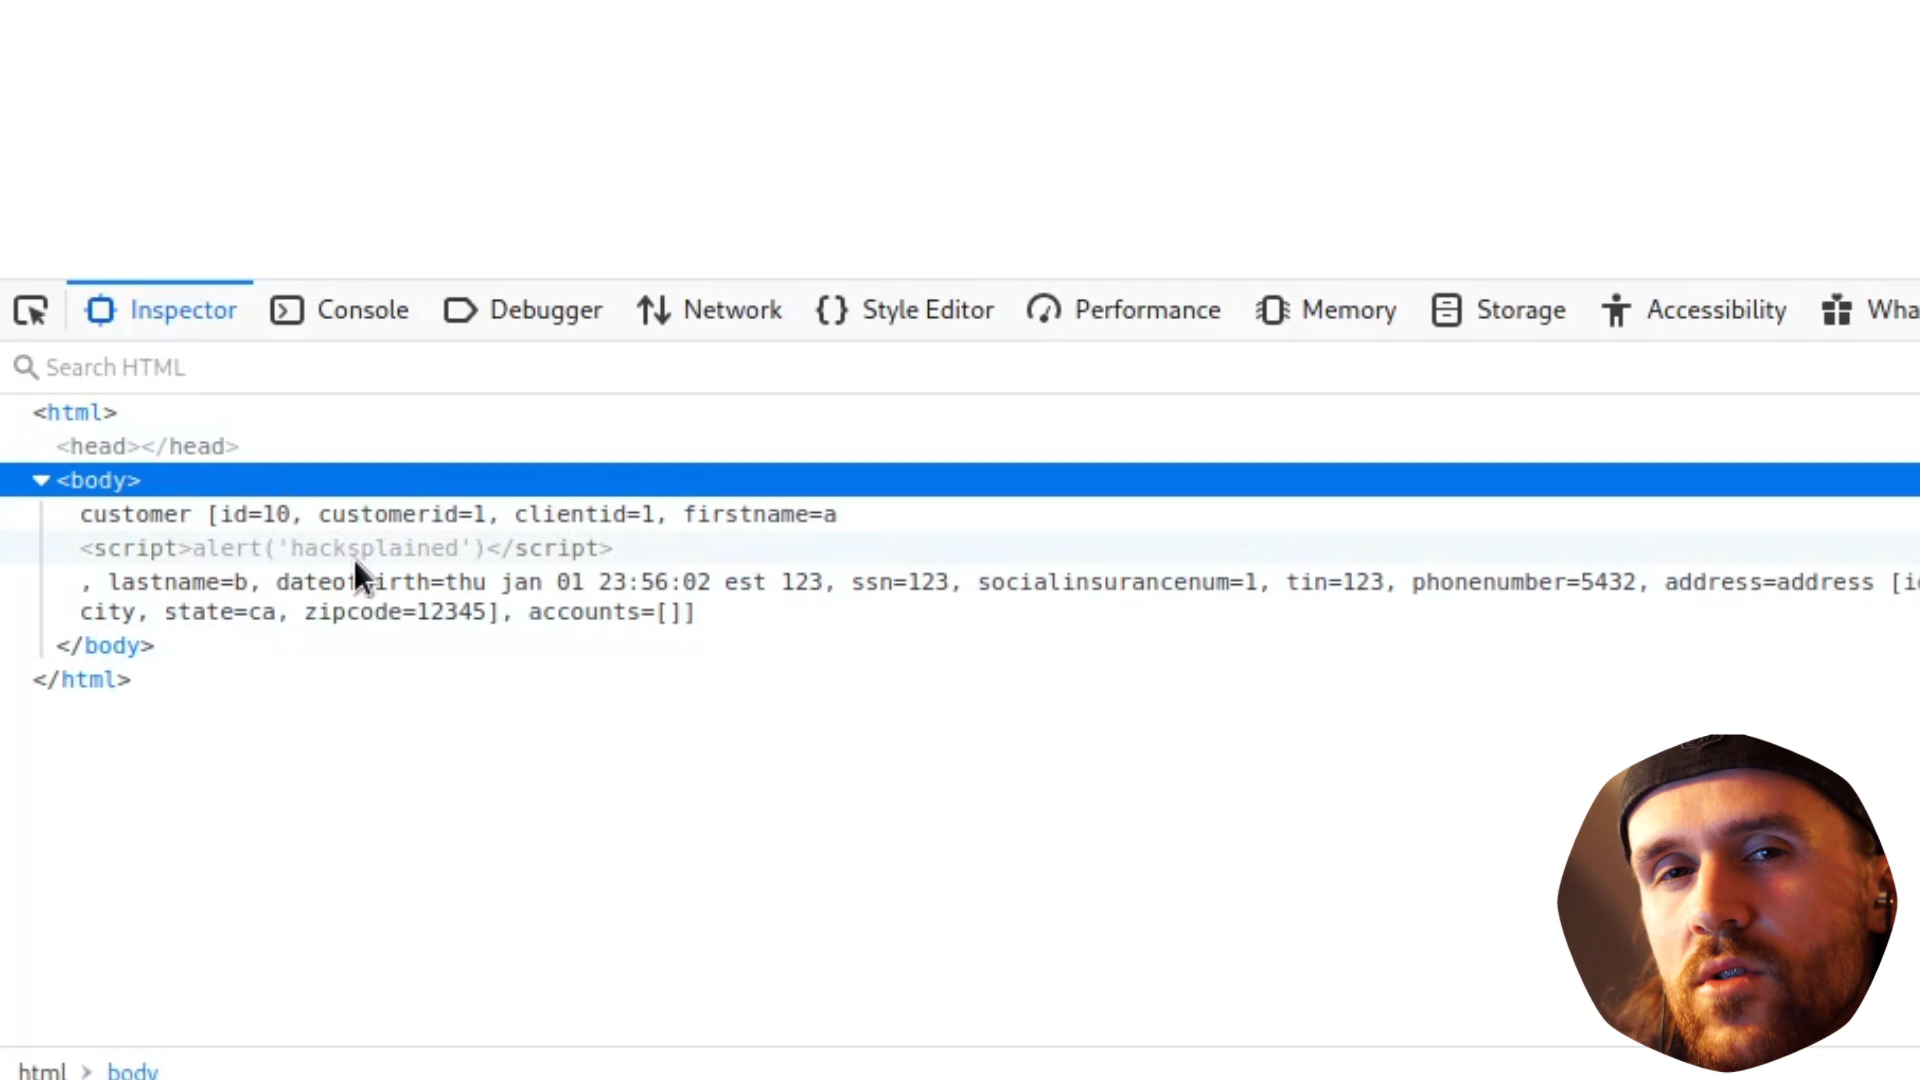 Inspector Console Debugger Network Style Editor Performance Memory Storage Accessibility Wha
Search HTML
<html>
<head></head>
<body>
customer [id=10, customerid=1, clientid=1, firstname=a
<script>alert('hacksplained')</script>
, lastname=b, dateofbirth=thu jan 01 23:56:02 est 123, ssn=123, socialinsurancenum=1, tin=123, phonenumber=5432, address=address [i
city, state=ca, zipcode=12345], accounts=[]]
</body>
</html>
html > body